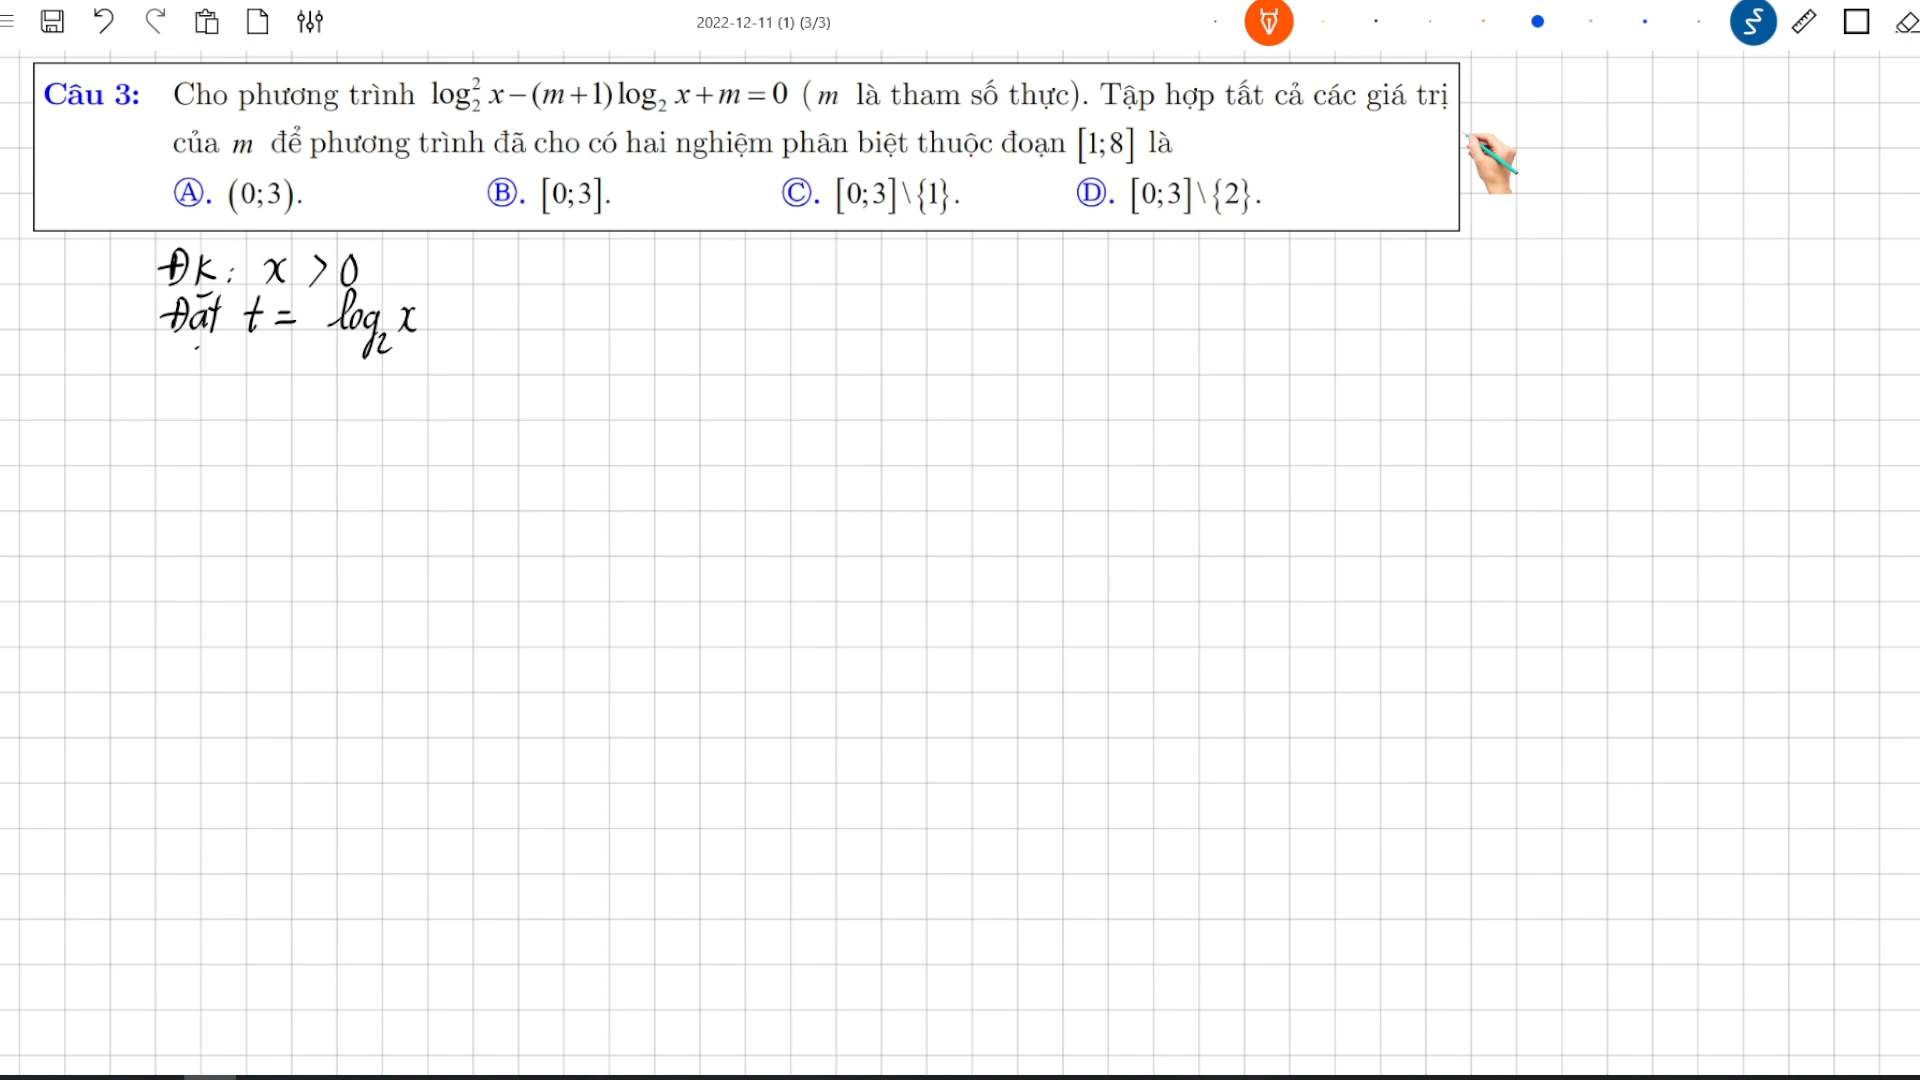 2022-12-11 (1) (3/3)
Câu 3: Cho phương trình log₂² x−(m+1)log₂ x+m=0 (m là tham số thực). Tập hợp tất cả các giá trị
của m để phương trình đã cho có hai nghiệm phân biệt thuộc đoạn [1;8] là
Ⓐ. (0;3). Ⓑ. [0;3]. Ⓒ. [0;3]\{1}. Ⓓ. [0;3]\{2}.
ĐK: x > 0
Đặt t = log₂ x